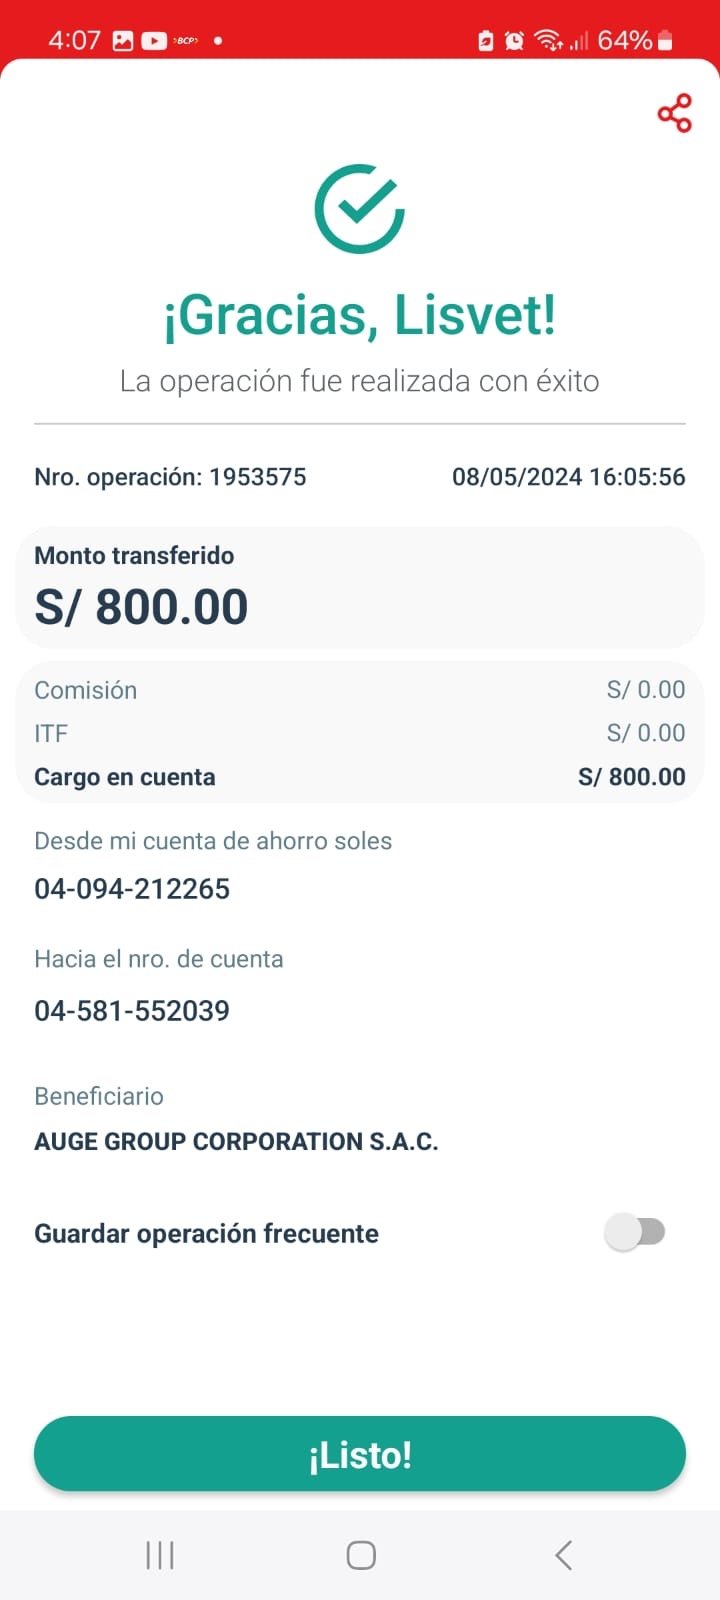 4:07 >BCP> 64%
¡Gracias, Lisvet!
La operación fue realizada con éxito
Nro. operación: 1953575 08/05/2024 16:05:56
Monto transferido
S/ 800.00
Comisión S/ 0.00
ITF S/ 0.00
Cargo en cuenta S/ 800.00
Desde mi cuenta de ahorro soles
04-094-212265
Hacia el nro. de cuenta
04-581-552039
Beneficiario
AUGE GROUP CORPORATION S.A.C.
Guardar operación frecuente
¡Listo!